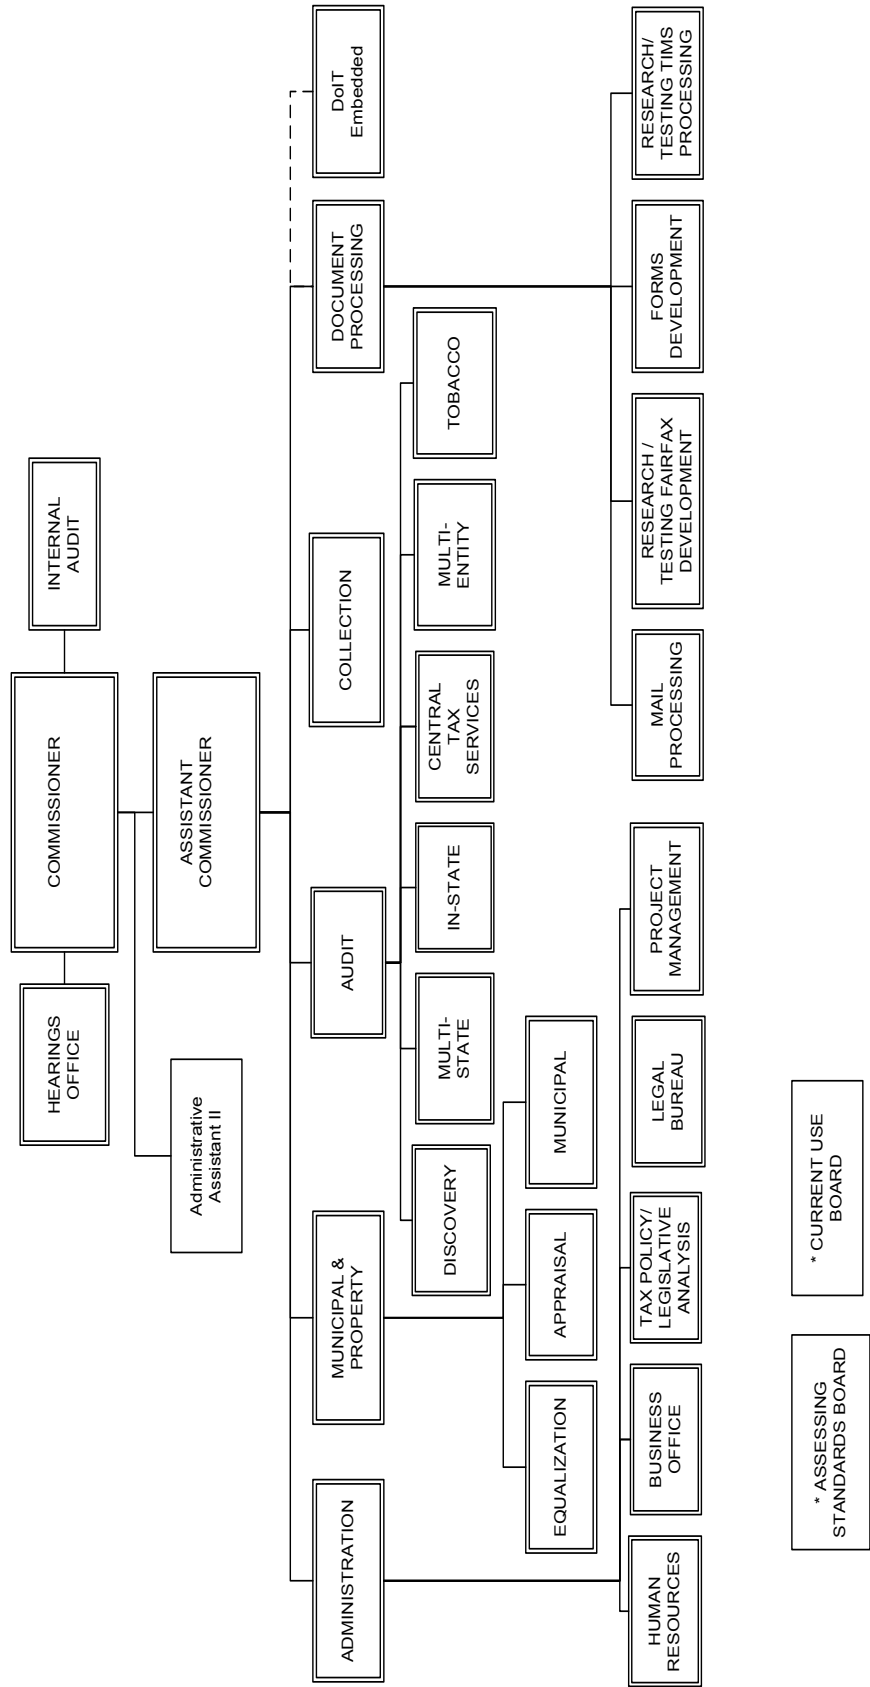 HEARINGS
OFFICE
COMMISSIONER
INTERNAL
AUDIT
Administrative
Assistant II
ASSISTANT
COMMISSIONER
ADMINISTRATION
MUNICIPAL &
PROPERTY
AUDIT
COLLECTION
DOCUMENT
PROCESSING
DoIT
Embedded
DISCOVERY
MULTI-
STATE
IN-STATE
CENTRAL
TAX
SERVICES
MULTI-
ENTITY
TOBACCO
EQUALIZATION
APPRAISAL
MUNICIPAL
HUMAN
RESOURCES
BUSINESS
OFFICE
TAX POLICY/
LEGISLATIVE
ANALYSIS
LEGAL
BUREAU
PROJECT
MANAGEMENT
MAIL
PROCESSING
RESEARCH /
TESTING FAIRFAX
DEVELOPMENT
FORMS
DEVELOPMENT
RESEARCH/
TESTING TIMS
PROCESSING
* ASSESSING
STANDARDS BOARD
* CURRENT USE
BOARD